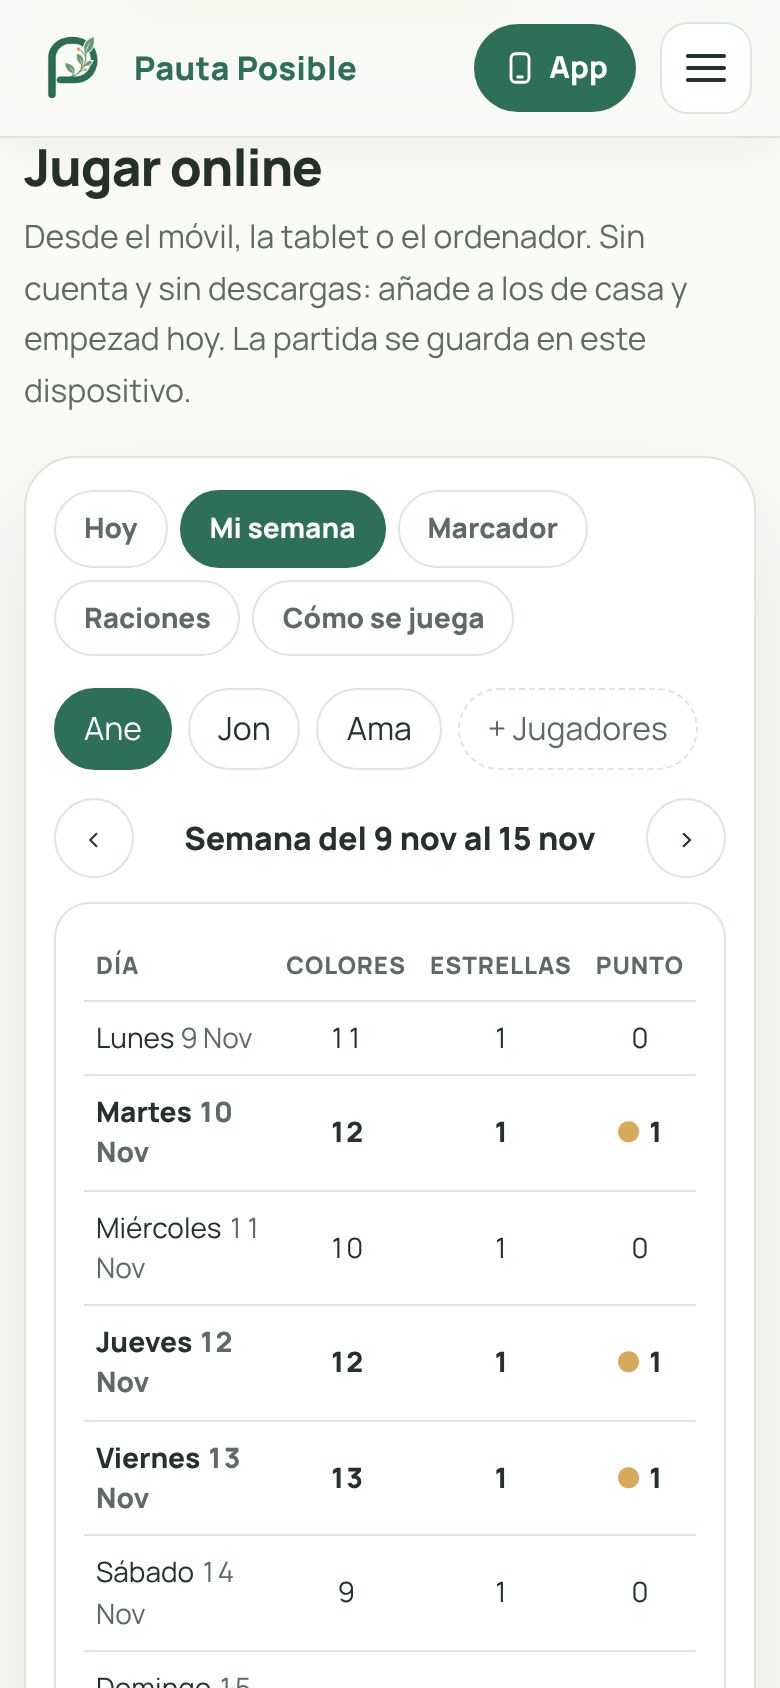 Pauta Posible
App
Jugar online
Desde el móvil, la tablet o el ordenador. Sin
cuenta y sin descargas: añade a los de casa y
empezad hoy. La partida se guarda en este
dispositivo.
Hoy
Mi semana
Marcador
Raciones
Cómo se juega
Ane
Jon
Ama
+ Jugadores
‹
Semana del 9 nov al 15 nov
›
DÍA COLORES ESTRELLAS PUNTO
Lunes 9 Nov 11 1 0
Martes 10
Nov 12 1 1
Miércoles 11
Nov 10 1 0
Jueves 12
Nov 12 1 1
Viernes 13
Nov 13 1 1
Sábado 14
Nov 9 1 0
Domingo 15